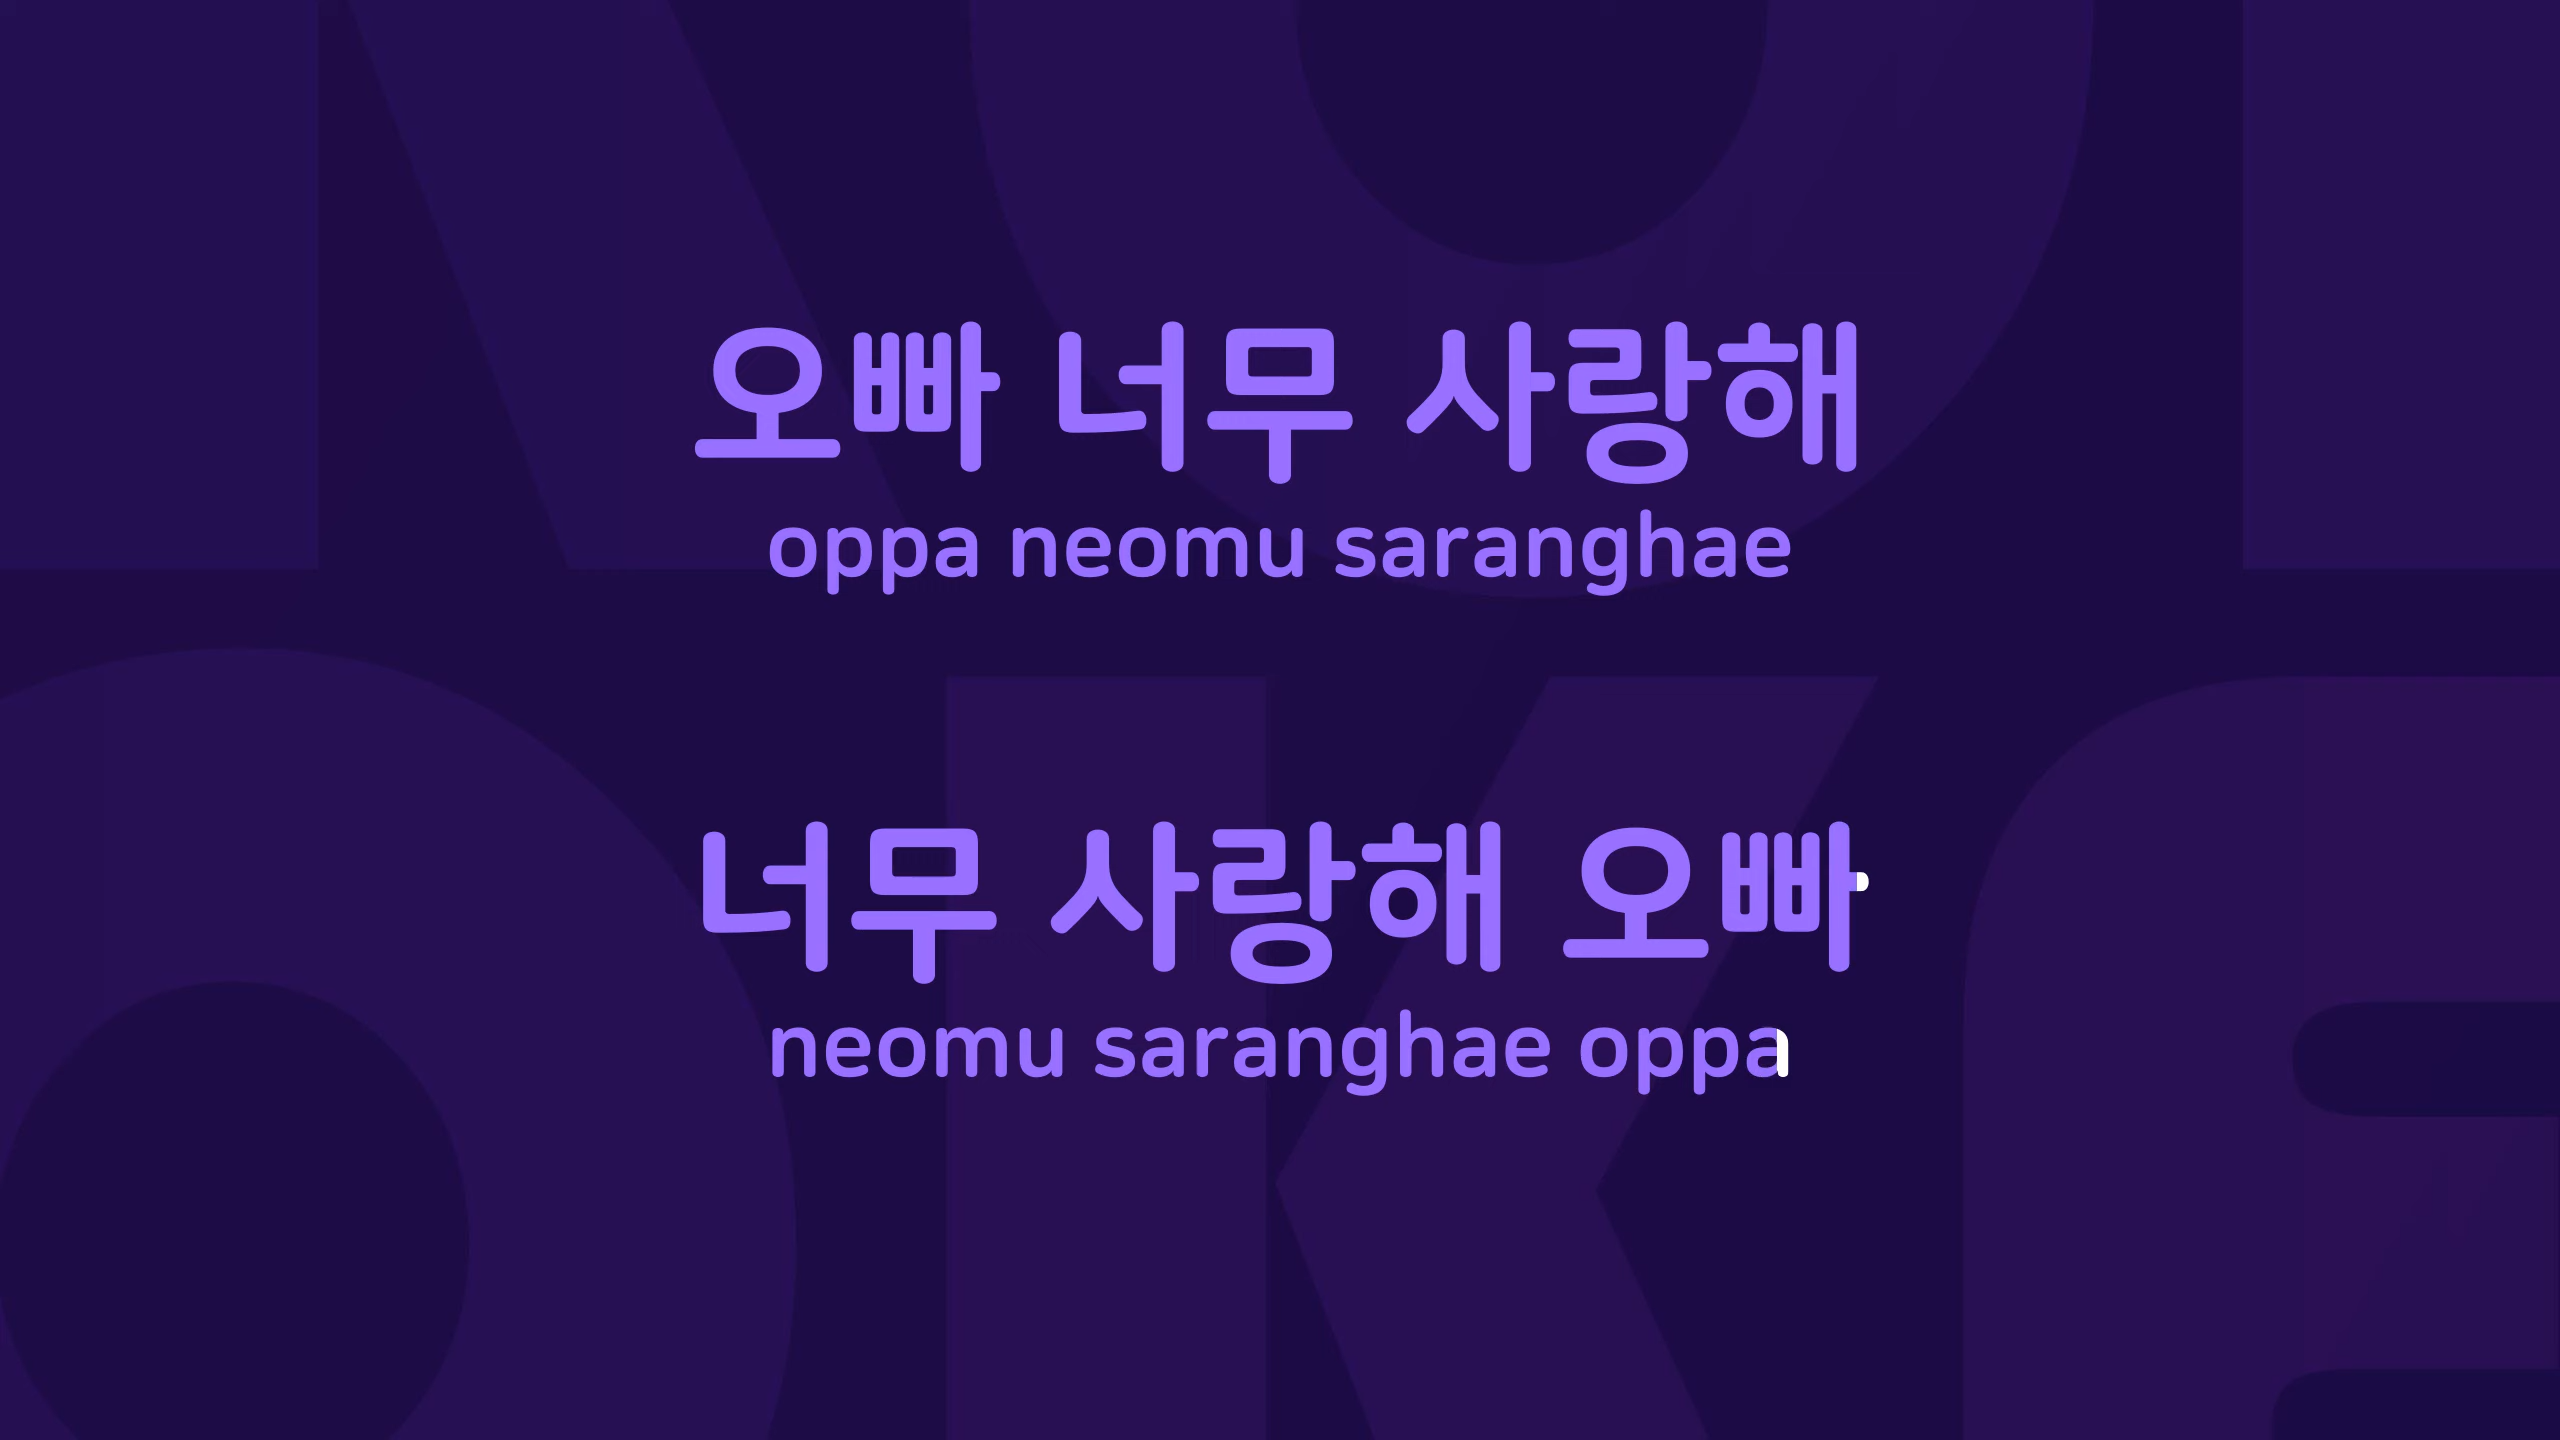 오빠 너무 사랑해
oppa neomu saranghae
너무 사랑해 오빠
neomu saranghae oppa